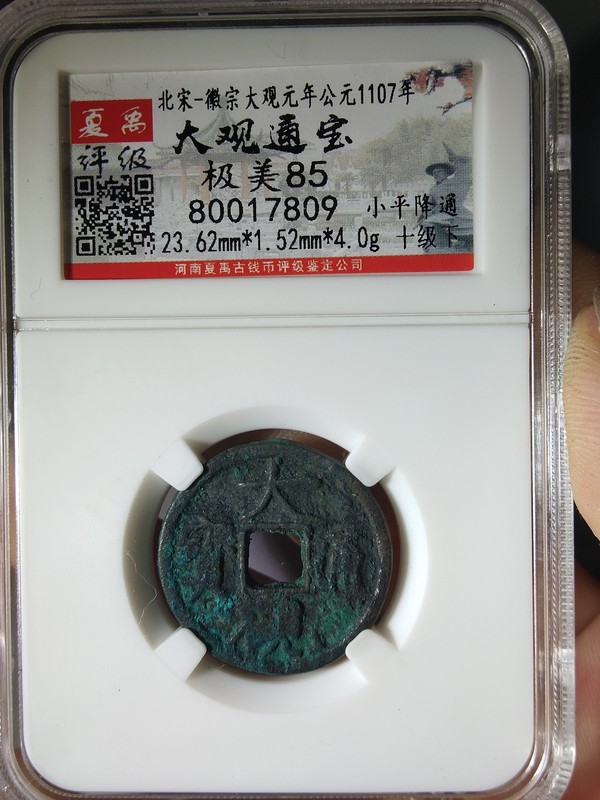 北宋-徽宗大观元年公元1107年
夏禹
评级
大观通宝
极美85
80017809 小平降通
23.62mm*1.52mm*4.0g 十级下
河南夏禹古钱币评级鉴定公司
大
通
观